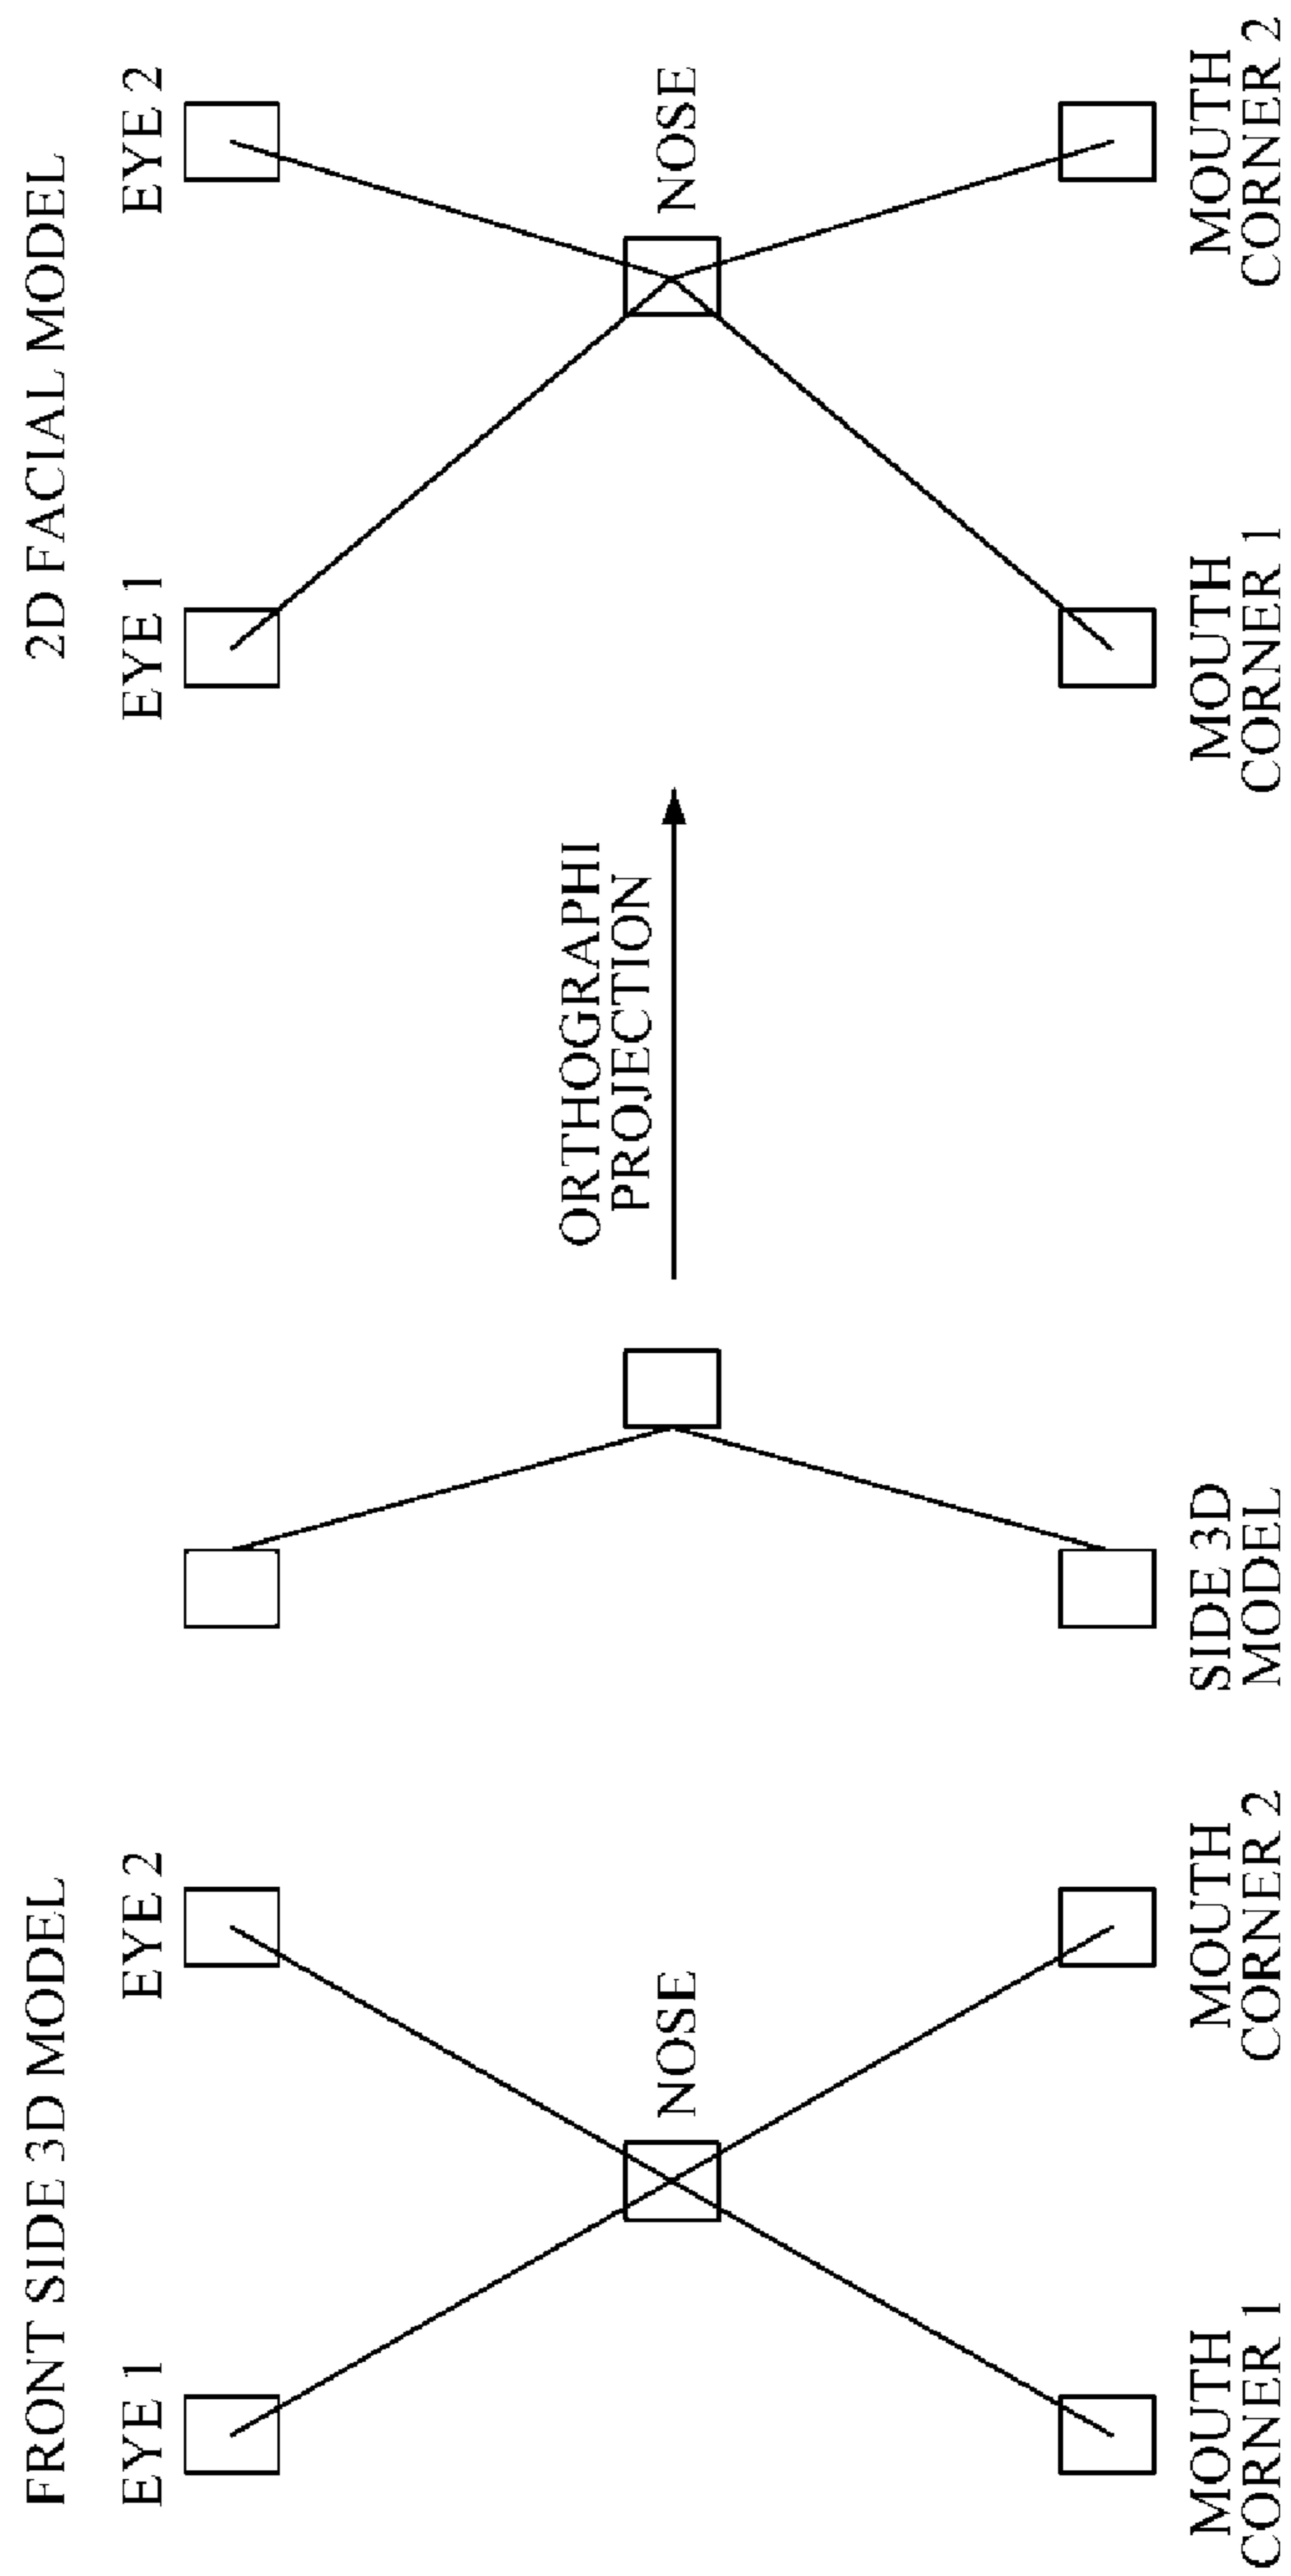 FRONT SIDE 3D MODEL
EYE 1
EYE 2
NOSE
MOUTH
CORNER 1
MOUTH
CORNER 2
SIDE 3D
MODEL
ORTHOGRAPHI
PROJECTION
2D FACIAL MODEL
EYE 1
EYE 2
NOSE
MOUTH
CORNER 1
MOUTH
CORNER 2